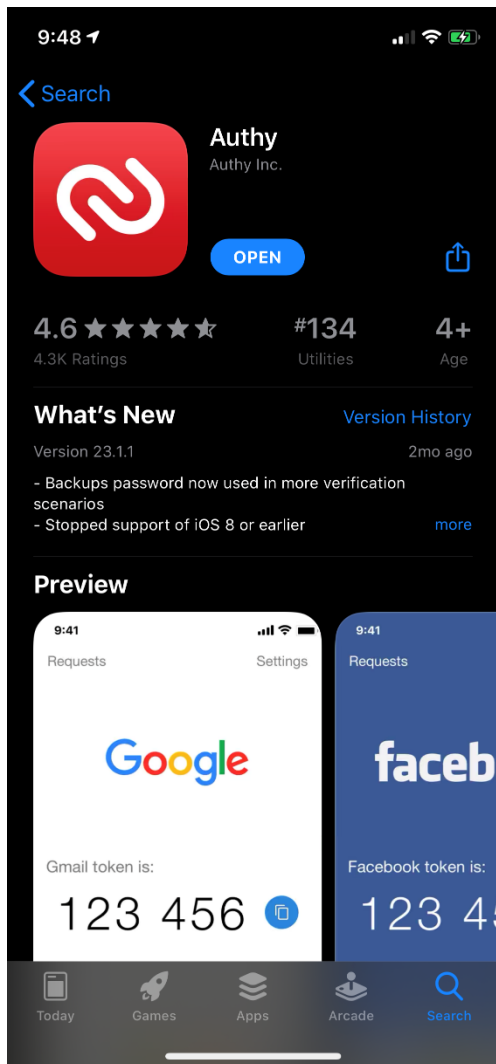 9:48
Search
Authy
Authy Inc.
OPEN
4.6 #134 4+
4.3K Ratings Utilities Age
What's New Version History
Version 23.1.1 2mo ago
- Backups password now used in more verification
scenarios
- Stopped support of iOS 8 or earlier more
Preview
9:41 9:41
Requests Settings Requests
Google faceb
Gmail token is: Facebook token is:
123 456 123 45
Today Games Apps Arcade Search